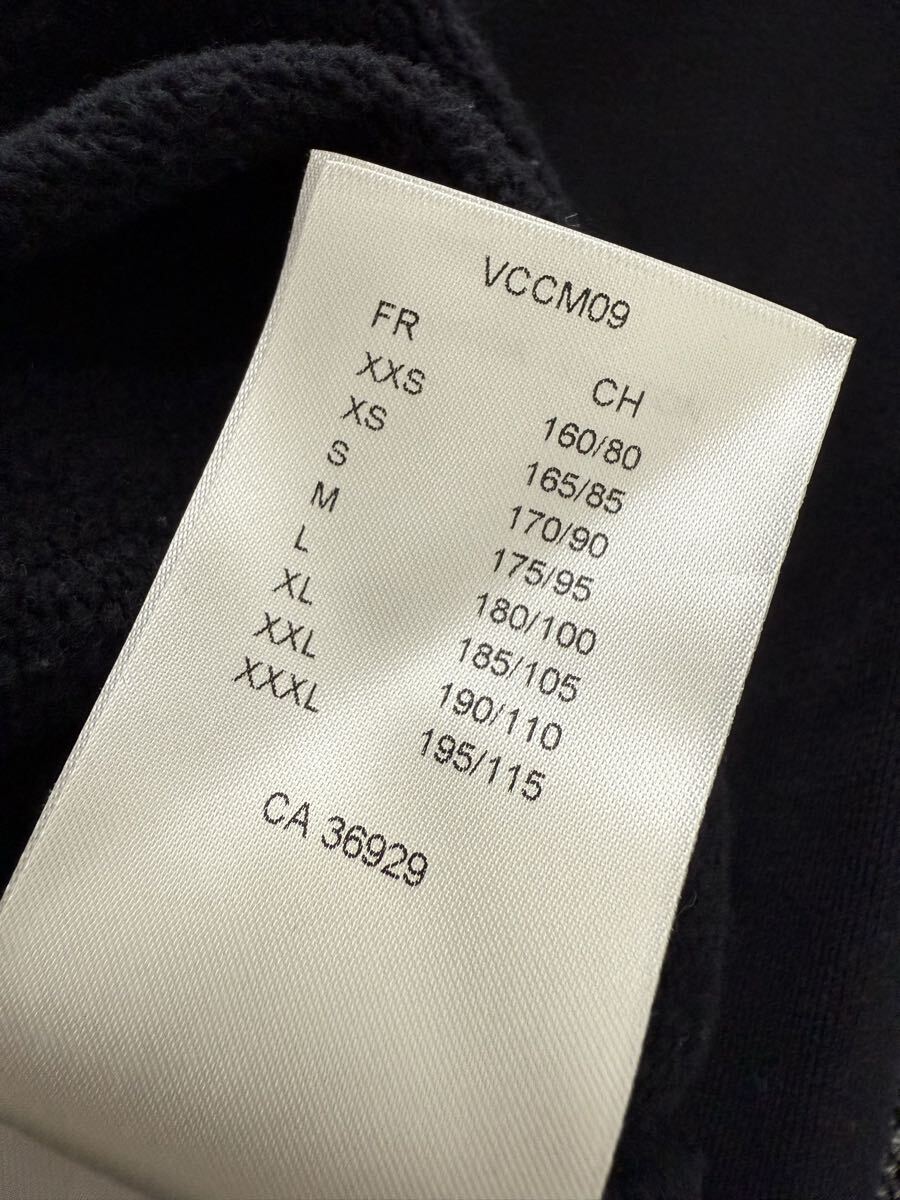 VCCM09
FR CH
XXS 160/80
XS 165/85
S 170/90
M 175/95
L 180/100
XL 185/105
XXL 190/110
XXXL 195/115
CA 36929